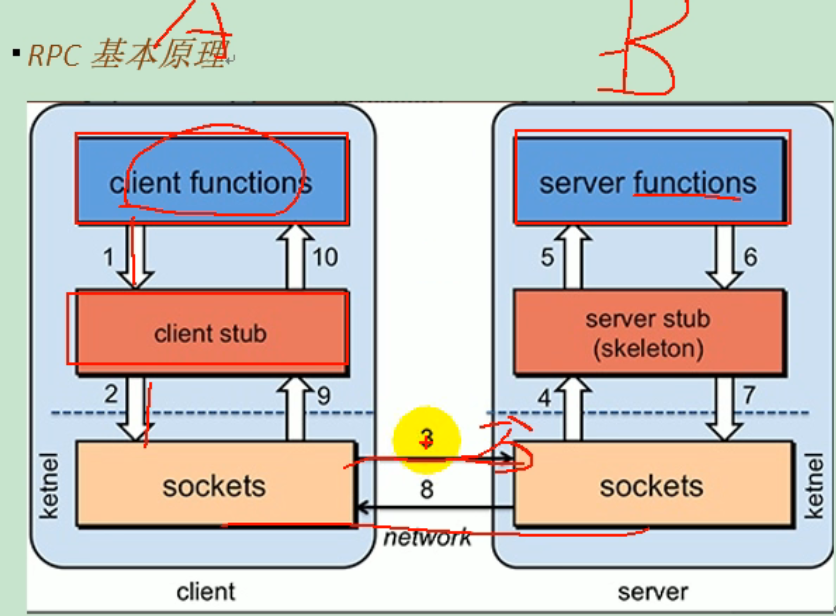 A
B
▪ RPC 基本原理
client functions
server functions
1
10
5
6
client stub
server stub
(skeleton)
2
9
3
4
7
ketnel
sockets
8
sockets
ketnel
network
client
server